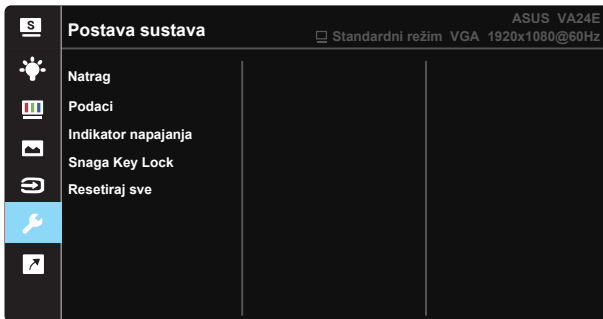 S
Postava sustava
ASUS VA24E
Standardni režim VGA 1920x1080@60Hz
Natrag
Podaci
Indikator napajanja
Snaga Key Lock
Resetiraj sve